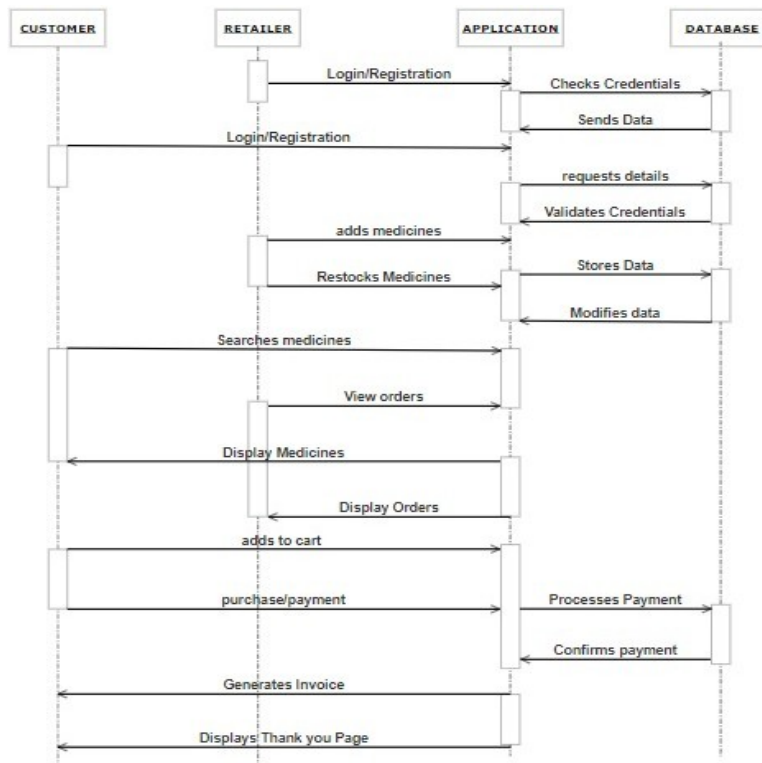 CUSTOMER
RETAILER
APPLICATION
DATABASE
Login/Registration
Checks Credentials
Sends Data
Login/Registration
requests details
Validates Credentials
adds medicines
Stores Data
Restocks Medicines
Modifies data
Searches medicines
View orders
Display Medicines
Display Orders
adds to cart
purchase/payment
Processes Payment
Confirms payment
Generates Invoice
Displays Thank you Page